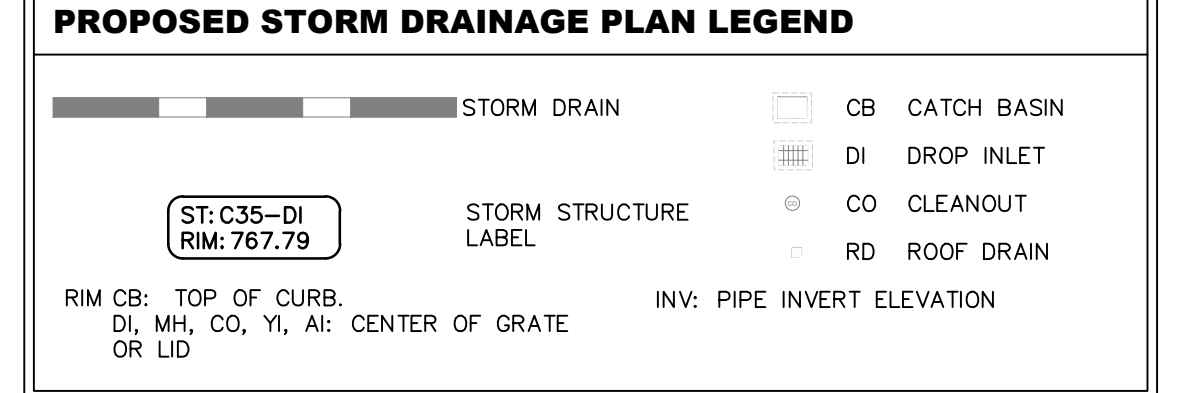 PROPOSED STORM DRAINAGE PLAN LEGEND
STORM DRAIN
ST: C35-DI
RIM: 767.79
STORM STRUCTURE
LABEL
RIM CB: TOP OF CURB.
DI, MH, CO, YI, AI: CENTER OF GRATE
OR LID
CB CATCH BASIN
DI DROP INLET
CO CO CLEANOUT
RD ROOF DRAIN
INV: PIPE INVERT ELEVATION